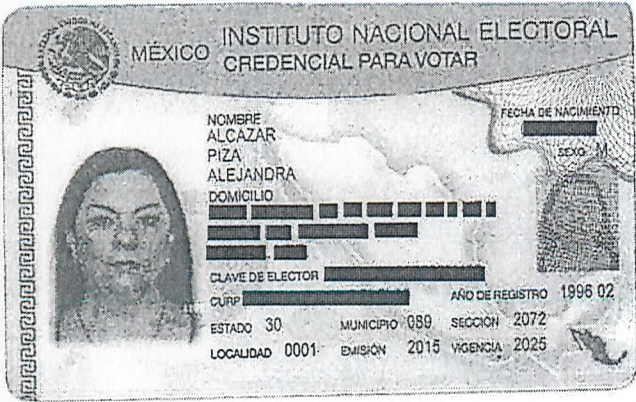 MÉXICO
INSTITUTO NACIONAL ELECTORAL
CREDENCIAL PARA VOTAR
NOMBRE
ALCAZAR
PIZA
ALEJANDRA
FECHA DE NACIMIENTO
SEXO M
DOMICILIO
CLAVE DE ELECTOR
CURP
AÑO DE REGISTRO 1996 02
ESTADO 30 MUNICIPIO 089 SECCIÓN 2072
LOCALIDAD 0001 EMISIÓN 2015 VIGENCIA 2025